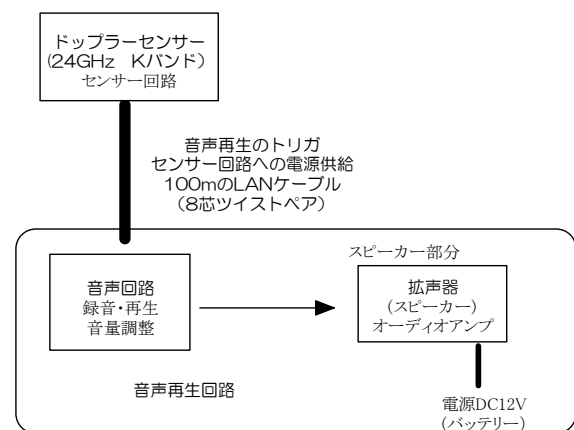 ドップラーセンサー
(24GHz Kバンド)
センサー回路
音声再生のトリガ
センサー回路への電源供給
100mのLANケーブル
(8芯ツイストペア)
スピーカー部分
音声回路
録音・再生
音量調整
拡声器
(スピーカー)
オーディオアンプ
音声再生回路
電源DC12V
(バッテリー)